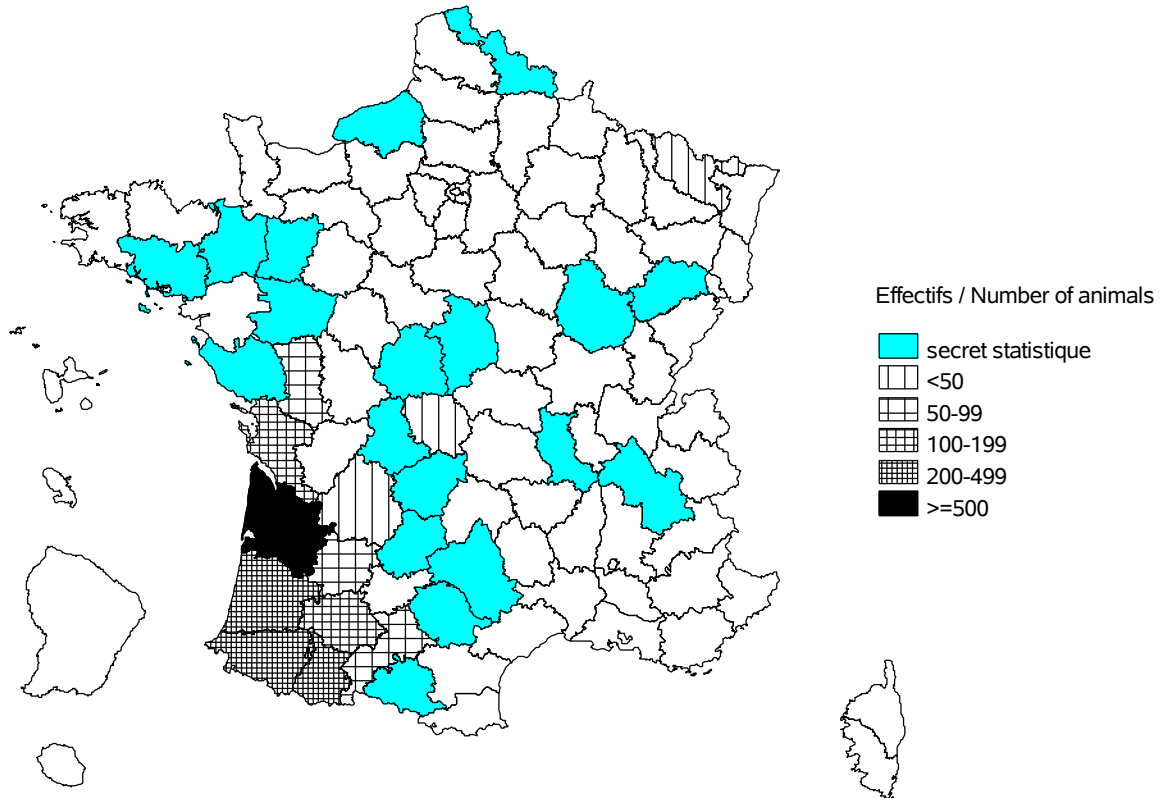 Effectifs / Number of animals
secret statistique
<50
50-99
100-199
200-499
>=500